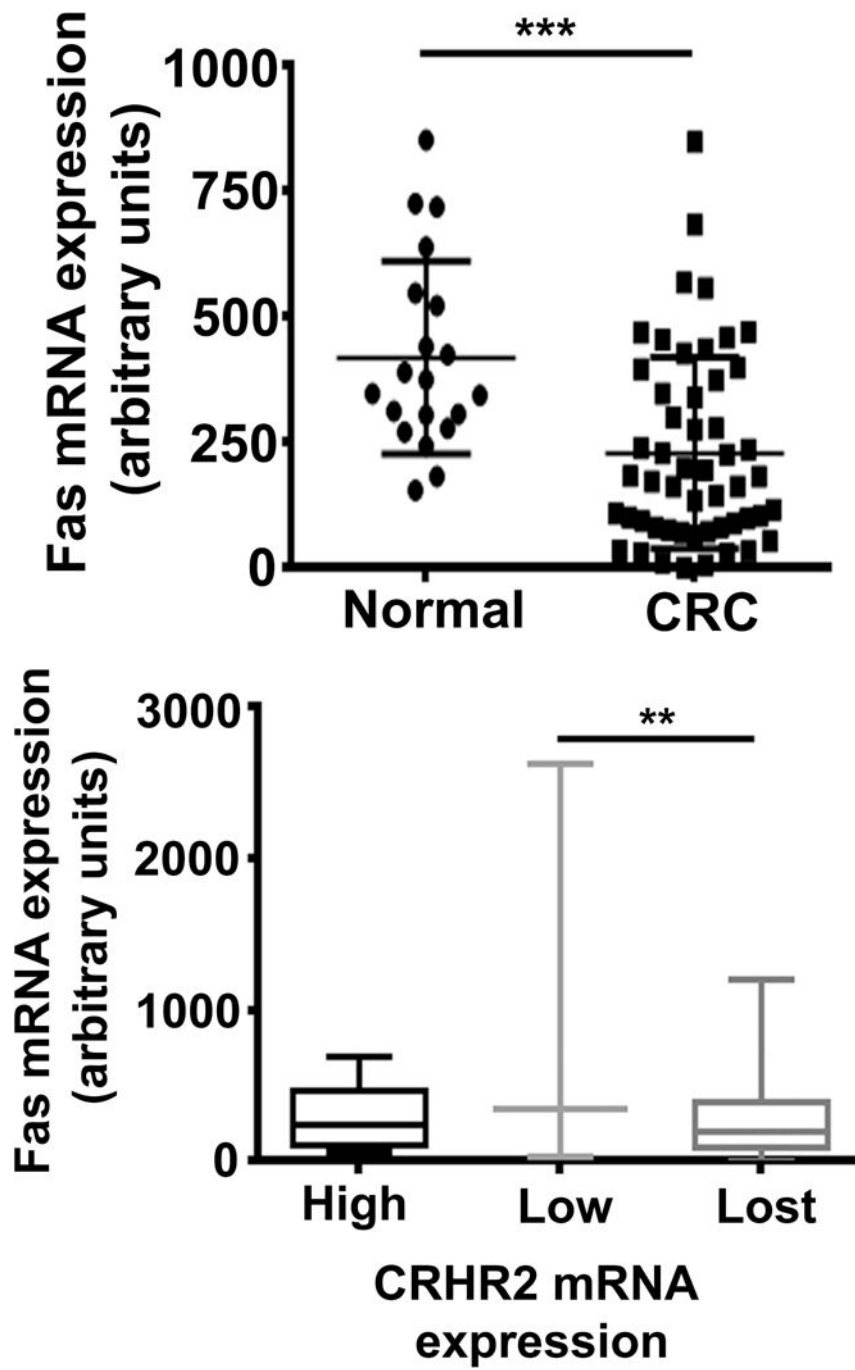 ***
Fas mRNA expression
(arbitrary units)
1000
750
500
250
0
Normal
CRC
**
Fas mRNA expression
(arbitrary units)
3000
2000
1000
0
High
Low
Lost
CRHR2 mRNA
expression